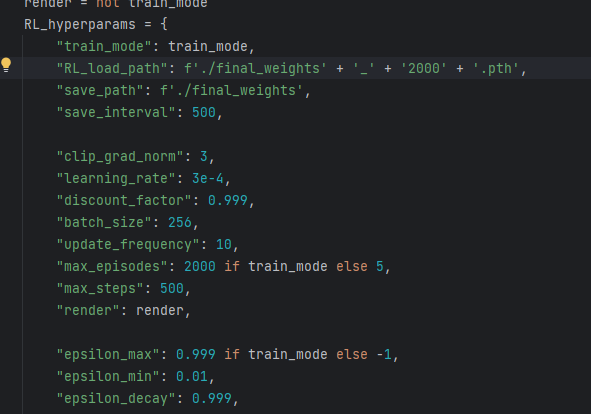 render = not train_mode
RL_hyperparams = {
"train_mode": train_mode,
"RL_load_path": f'./final_weights' + '_' + '2000' + '.pth',
"save_path": f'./final_weights',
"save_interval": 500,
"clip_grad_norm": 3,
"learning_rate": 3e-4,
"discount_factor": 0.999,
"batch_size": 256,
"update_frequency": 10,
"max_episodes": 2000 if train_mode else 5,
"max_steps": 500,
"render": render,
"epsilon_max": 0.999 if train_mode else -1,
"epsilon_min": 0.01,
"epsilon_decay": 0.999,